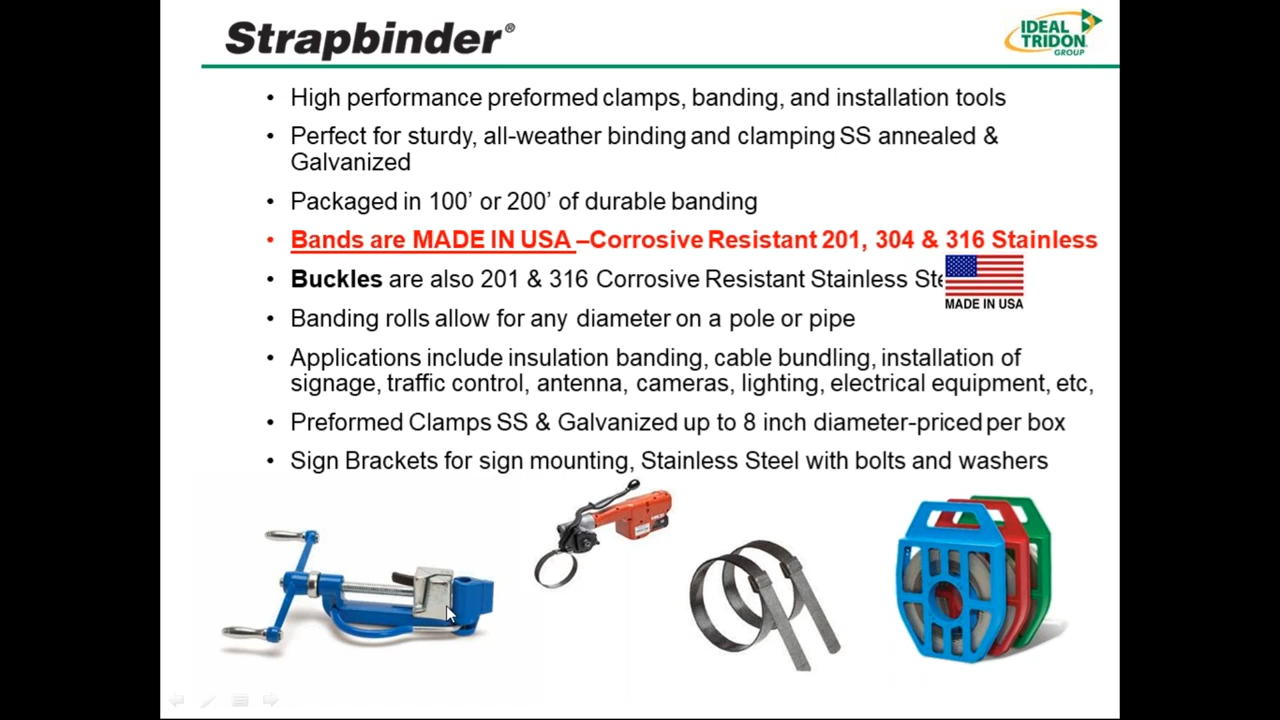 Strapbinder®
IDEAL
TRIDON
GROUP
• High performance preformed clamps, banding, and installation tools
• Perfect for sturdy, all-weather binding and clamping SS annealed &
Galvanized
• Packaged in 100’ or 200’ of durable banding
• Bands are MADE IN USA –Corrosive Resistant 201, 304 & 316 Stainless
• Buckles are also 201 & 316 Corrosive Resistant Stainless Ste
MADE IN USA
• Banding rolls allow for any diameter on a pole or pipe
• Applications include insulation banding, cable bundling, installation of
signage, traffic control, antenna, cameras, lighting, electrical equipment, etc,
• Preformed Clamps SS & Galvanized up to 8 inch diameter-priced per box
• Sign Brackets for sign mounting, Stainless Steel with bolts and washers